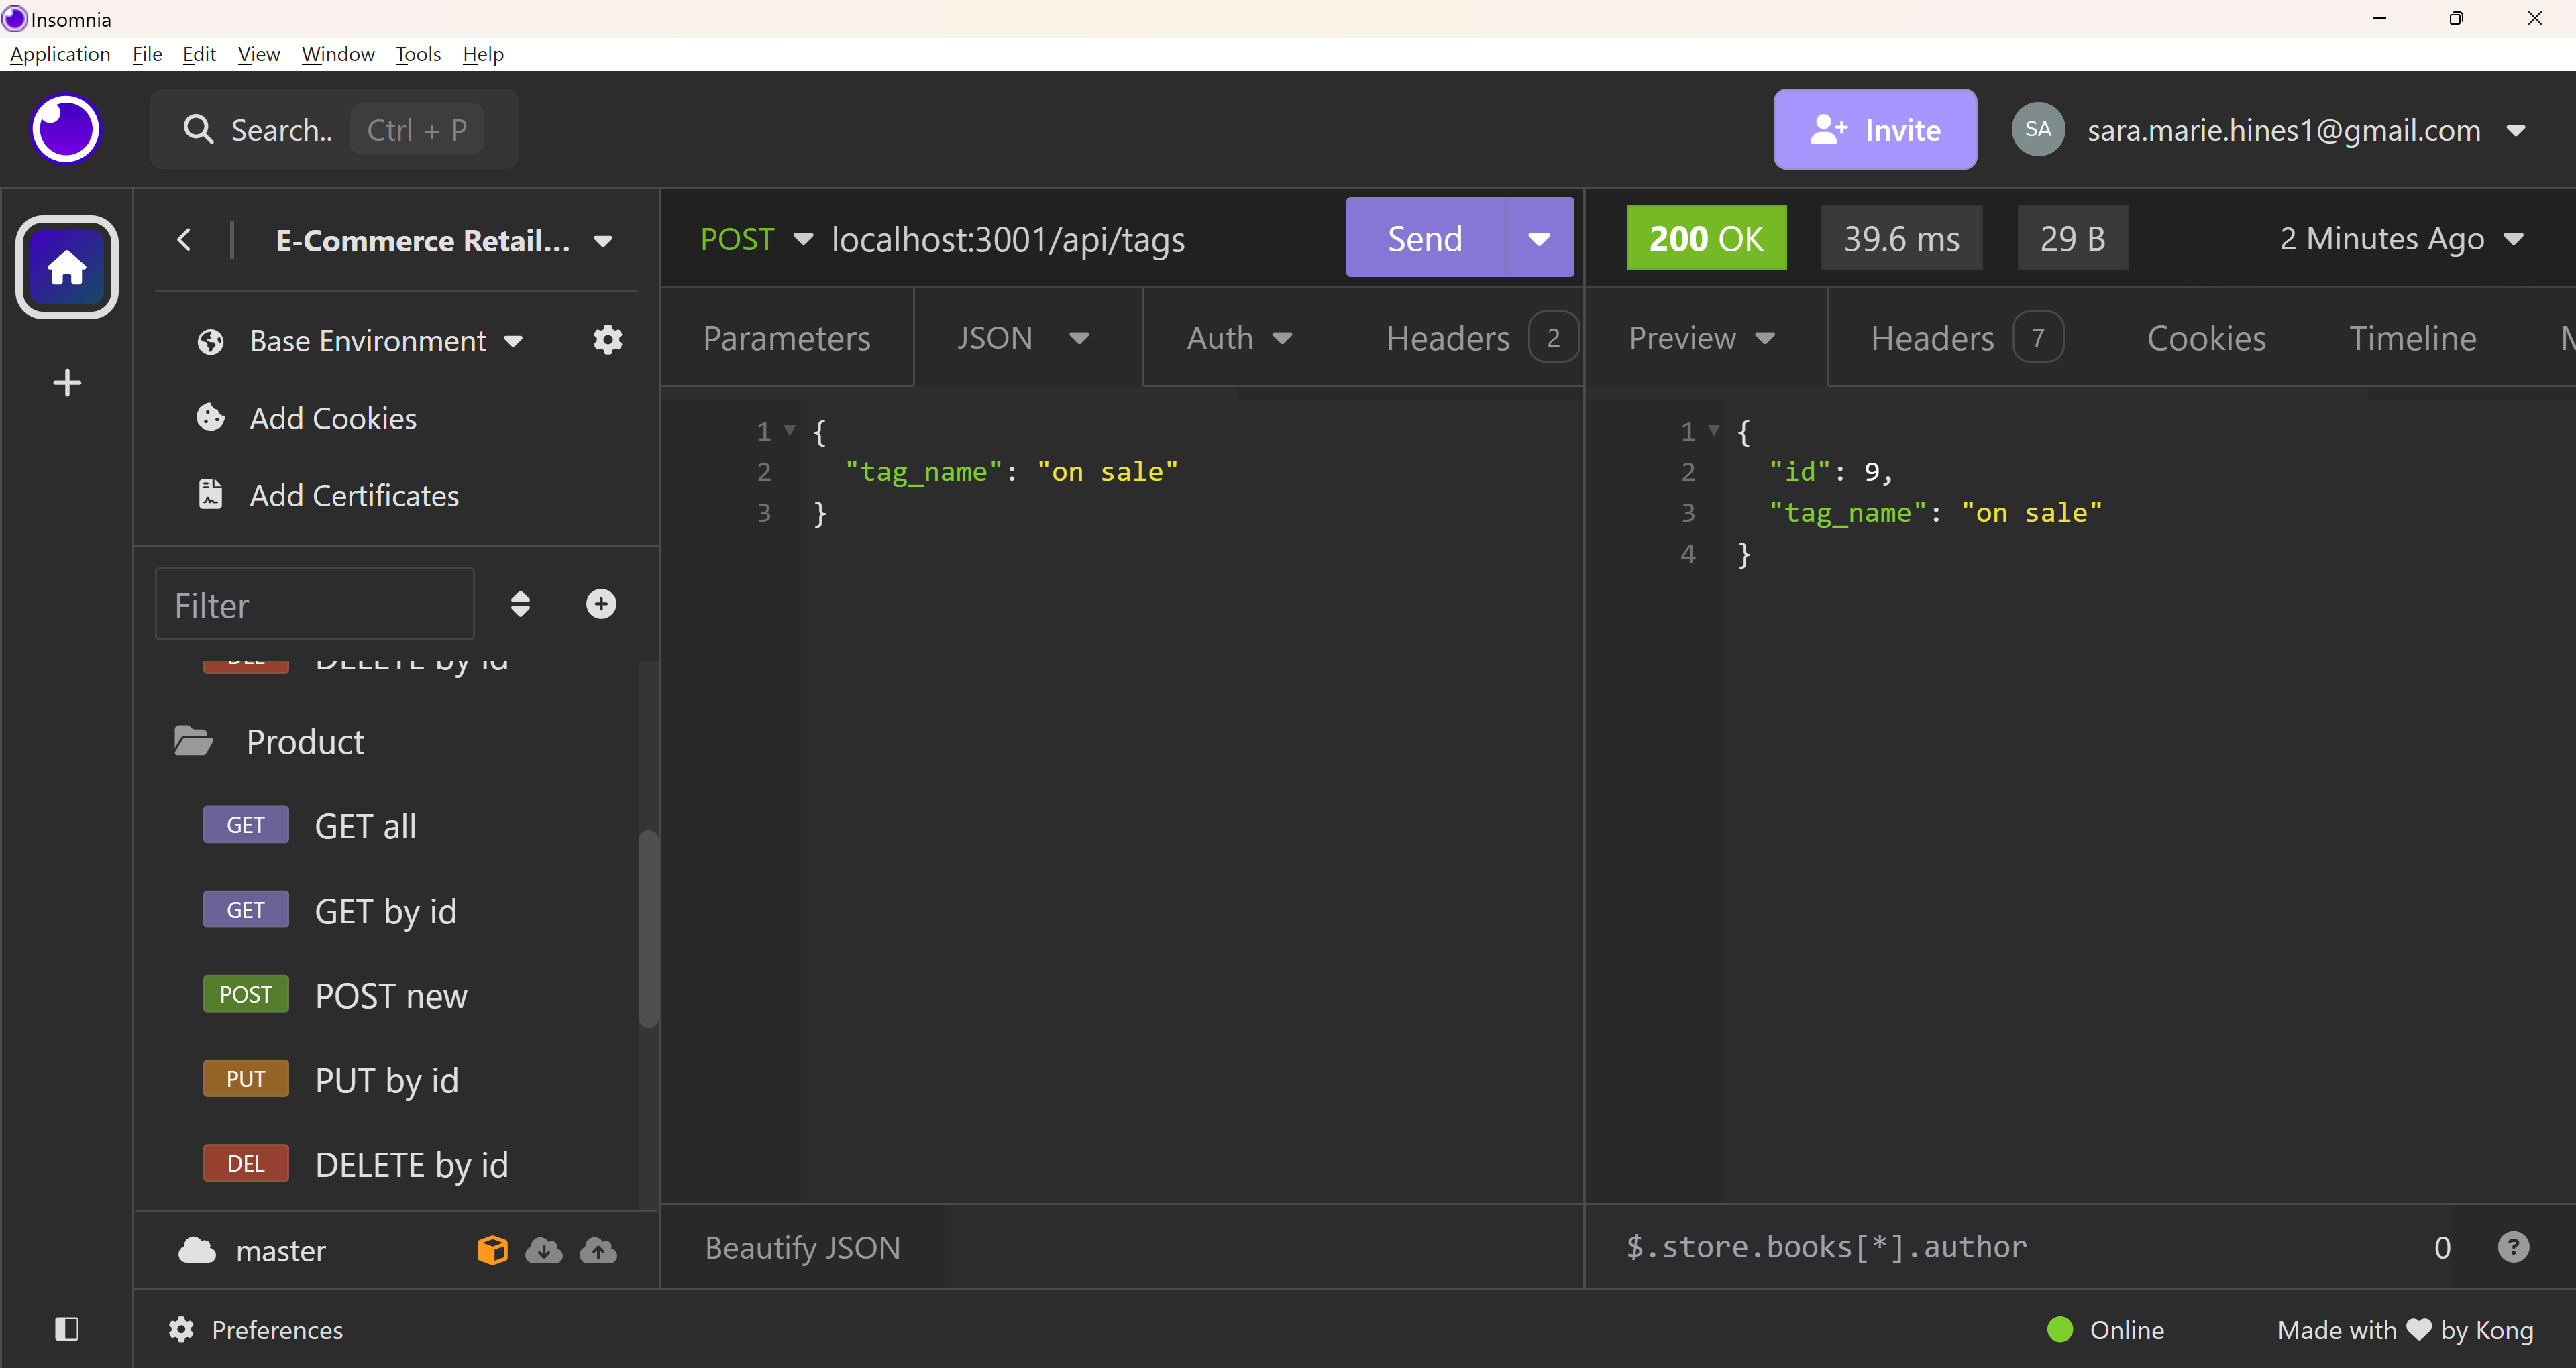 Insomnia
Application File Edit View Window Tools Help
Search.. Ctrl + P
Invite
SA sara.marie.hines1@gmail.com
E-Commerce Retail...
POST localhost:3001/api/tags
Send
200 OK 39.6 ms 29 B
2 Minutes Ago
Base Environment
Add Cookies
Add Certificates
Parameters JSON Auth Headers 2
Preview Headers 7 Cookies Timeline
1 {
2 "tag_name": "on sale"
3 }
1 {
2 "id": 9,
3 "tag_name": "on sale"
4 }
Filter
DEL DELETE by id
Product
GET GET all
GET GET by id
POST POST new
PUT PUT by id
DEL DELETE by id
master
Beautify JSON
$.store.books[*].author 0 ?
Preferences
Online
Made with ❤ by Kong